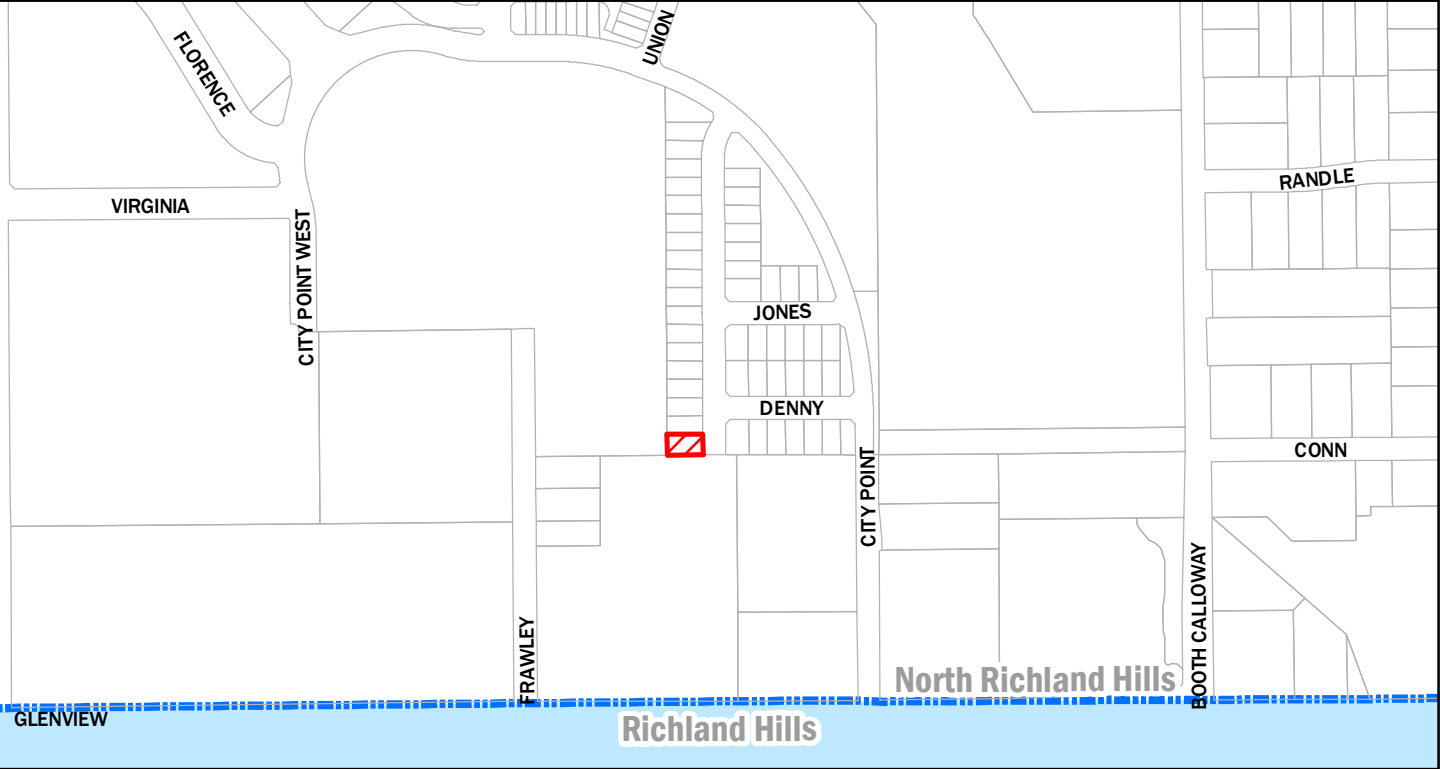 UNION
FLORENCE
RANDLE
VIRGINIA
CITY POINT WEST
JONES
DENNY
CONN
CITY POINT
BOOTH CALLOWAY
FRAWLEY
North Richland Hills
GLENVIEW
Richland Hills